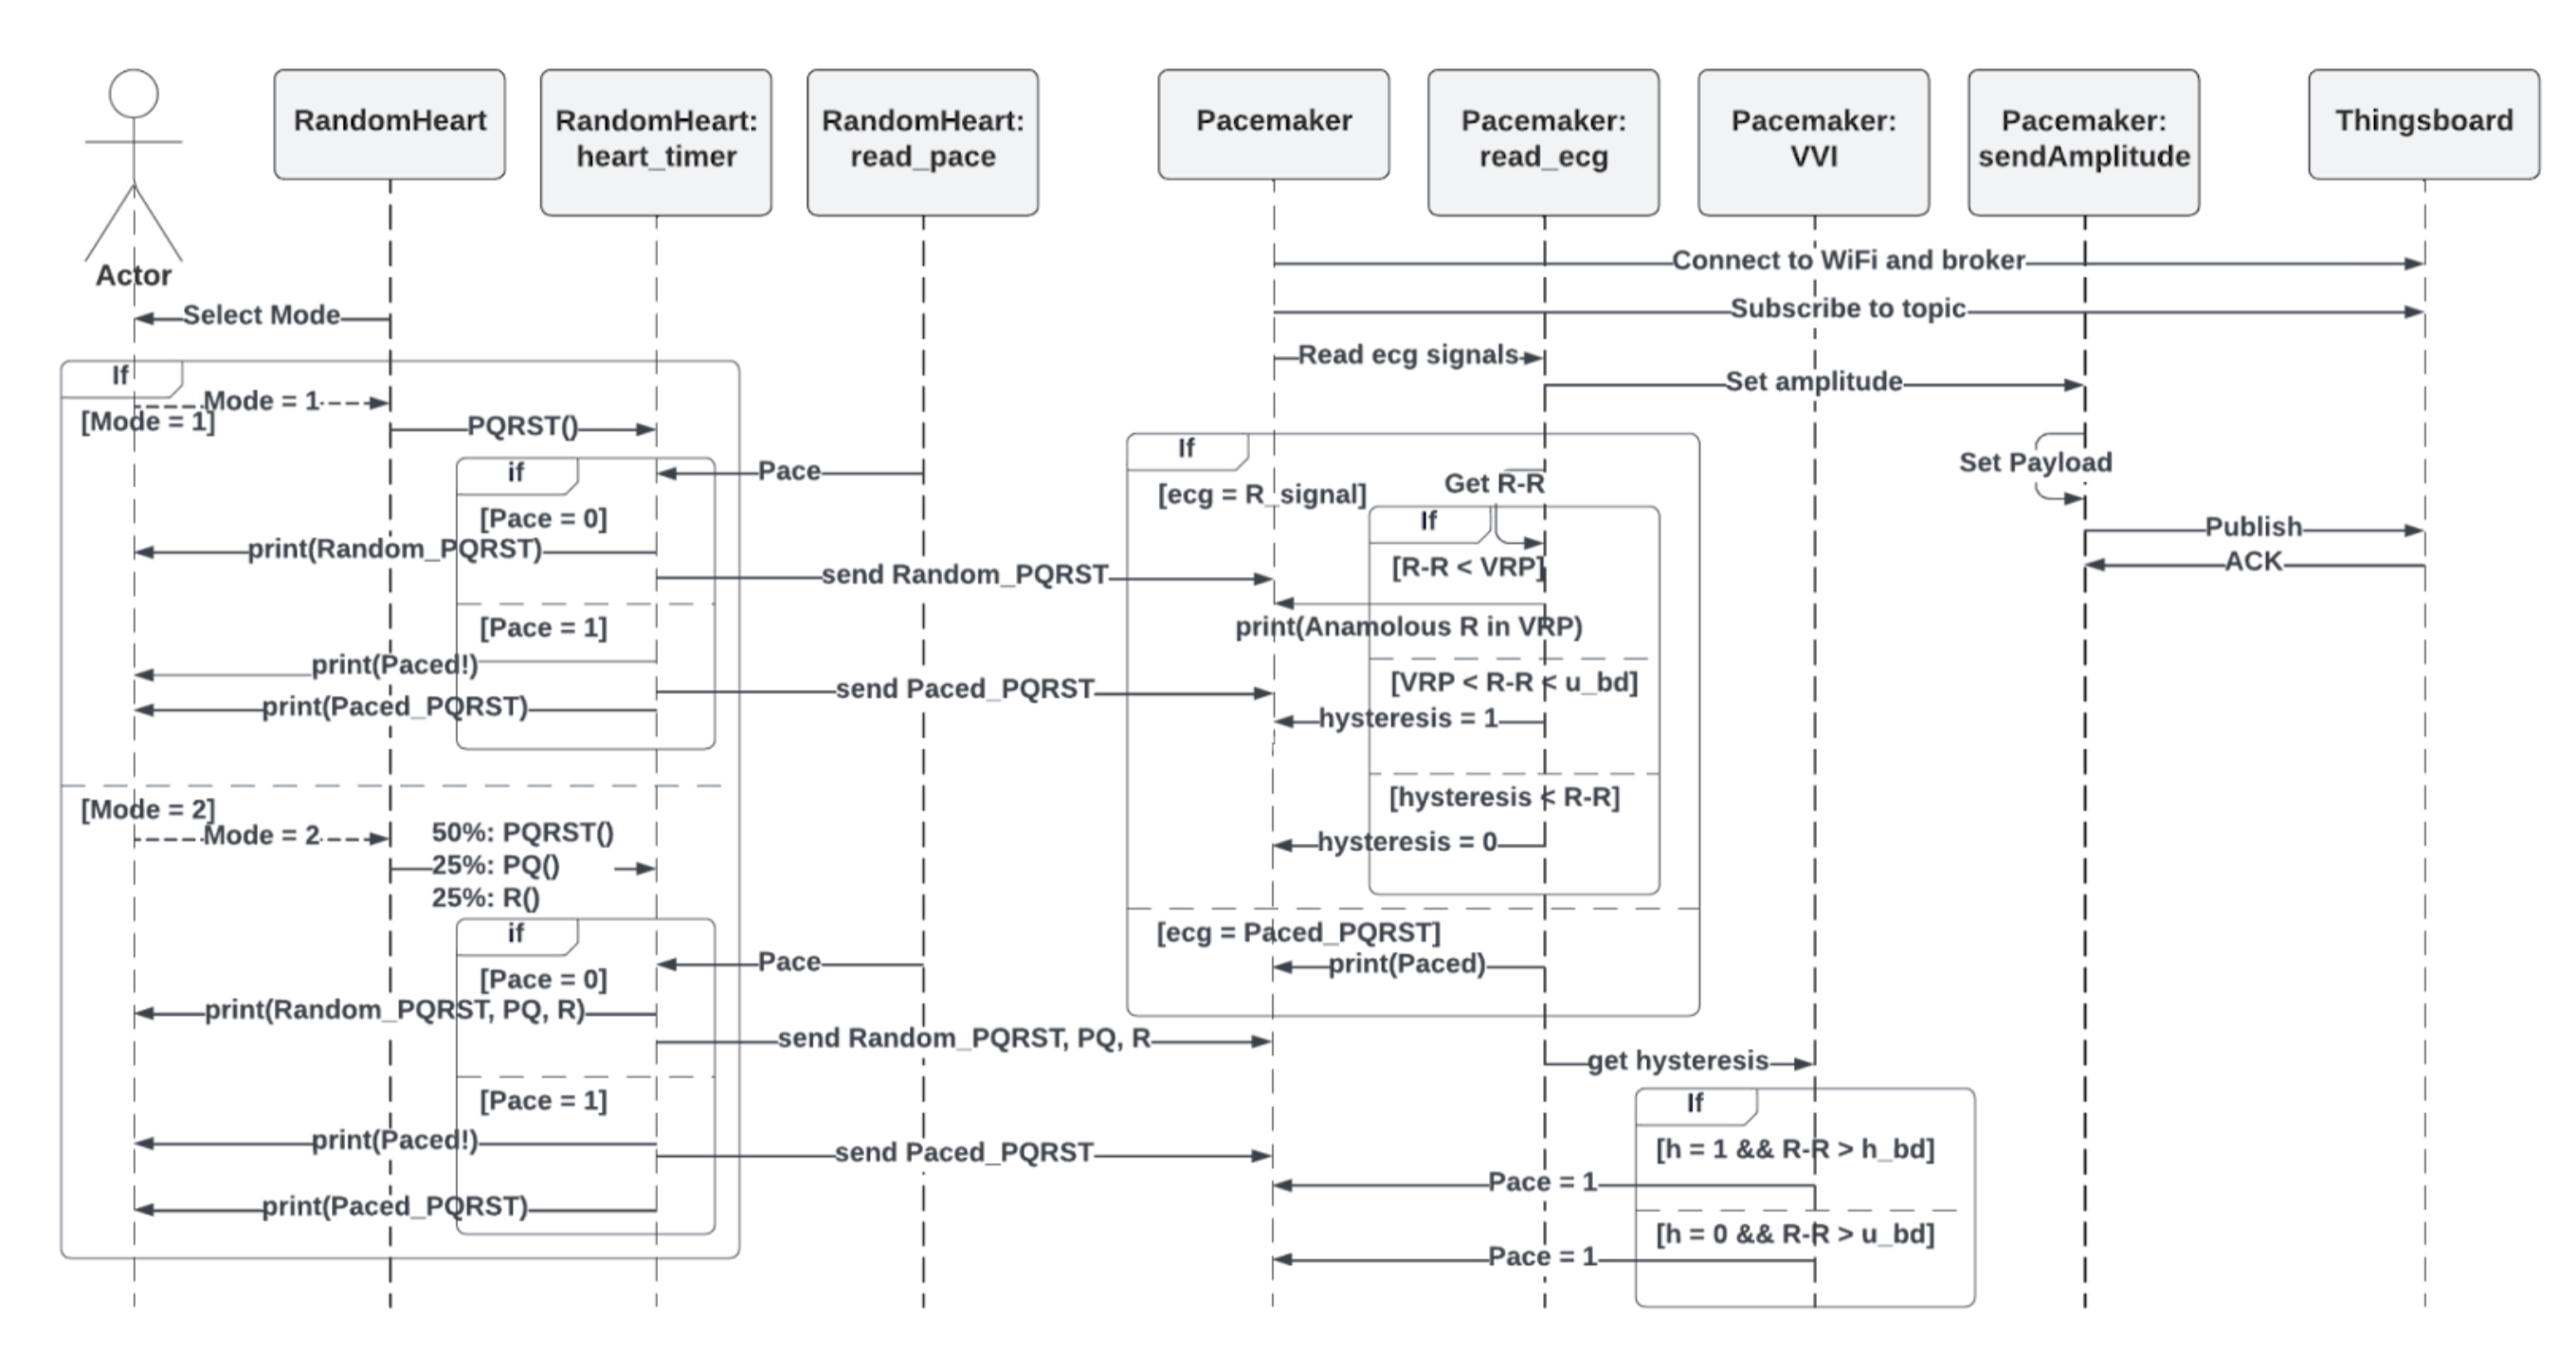 RandomHeart
RandomHeart:
heart_timer
RandomHeart:
read_pace
Pacemaker
Pacemaker:
read_ecg
Pacemaker:
VVI
Pacemaker:
sendAmplitude
Thingsboard
Actor
Connect to WiFi and broker
Select Mode
Subscribe to topic
Read ecg signals
Set amplitude
If
Mode = 1
[Mode = 1]
PQRST()
if
Pace
[Pace = 0]
print(Random_PQRST)
send Random_PQRST
[Pace = 1]
print(Paced!)
send Paced_PQRST
print(Paced_PQRST)
[Mode = 2]
Mode = 2
50%: PQRST()
25%: PQ()
25%: R()
if
Pace
[Pace = 0]
print(Random_PQRST, PQ, R)
send Random_PQRST, PQ, R
[Pace = 1]
print(Paced!)
send Paced_PQRST
print(Paced_PQRST)
If
[ecg = R_signal]
Get R-R
If
[R-R < VRP]
print(Anamolous R in VRP)
[VRP < R-R < u_bd]
hysteresis = 1
[hysteresis < R-R]
hysteresis = 0
[ecg = Paced_PQRST]
print(Paced)
Set Payload
Publish
ACK
get hysteresis
If
[h = 1 && R-R > h_bd]
Pace = 1
[h = 0 && R-R > u_bd]
Pace = 1